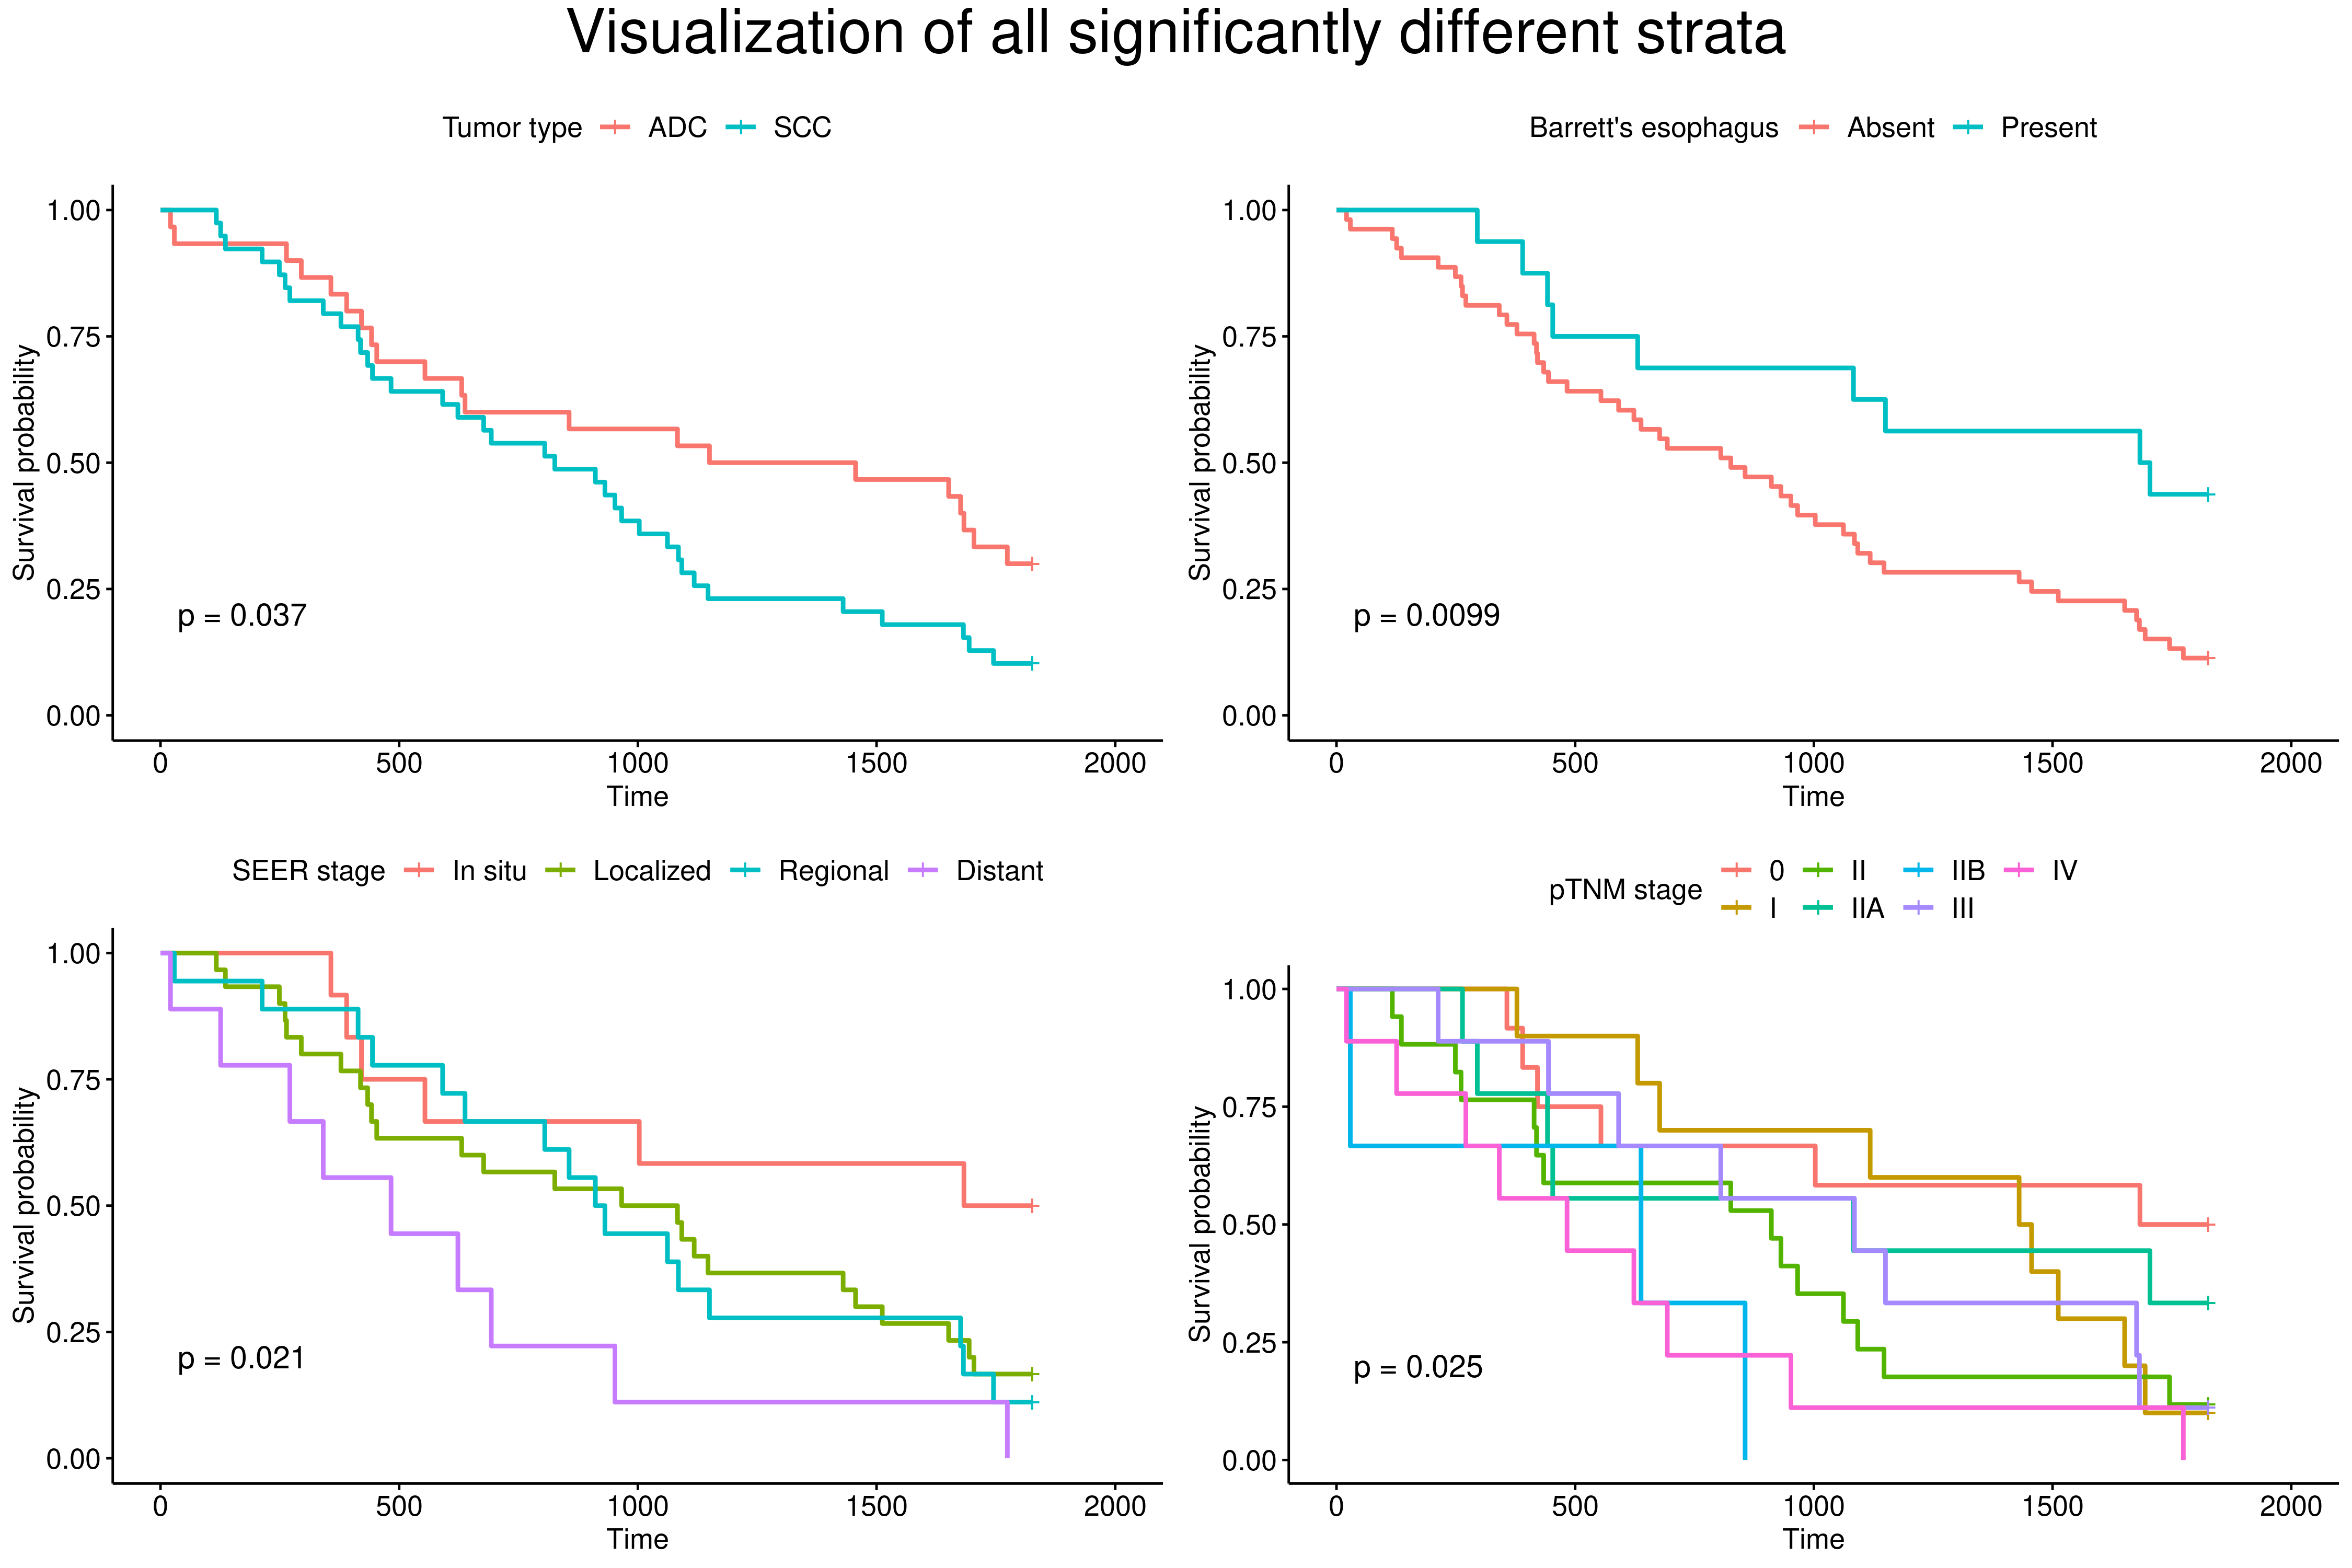 Visualization of all significantly different strata
Tumor type ADC SCC
1.00
0.75
0.50
0.25
0.00
Survival probability
p = 0.037
0 500 1000 1500 2000
Time
Barrett's esophagus Absent Present
1.00
0.75
0.50
0.25
0.00
Survival probability
p = 0.0099
0 500 1000 1500 2000
Time
SEER stage In situ Localized Regional Distant
1.00
0.75
0.50
0.25
0.00
Survival probability
p = 0.021
0 500 1000 1500 2000
Time
pTNM stage
0 II IIB IV
I IIA III
1.00
0.75
0.50
0.25
0.00
Survival probability
p = 0.025
0 500 1000 1500 2000
Time